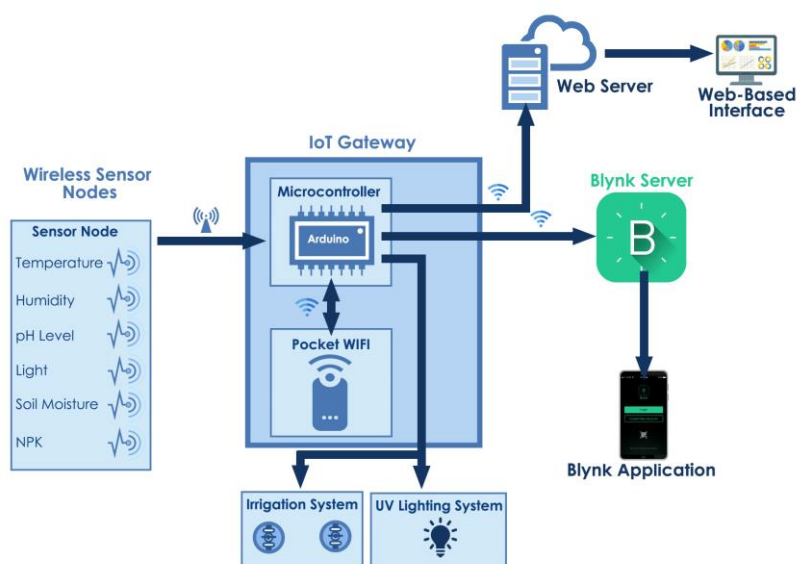 Wireless Sensor
Nodes
Sensor Node
Temperature
Humidity
pH Level
Light
Soil Moisture
NPK
IoT Gateway
Microcontroller
Arduino
Pocket WIFI
Irrigation System
UV Lighting System
Web Server
Web-Based
Interface
Blynk Server
B
Blynk Application